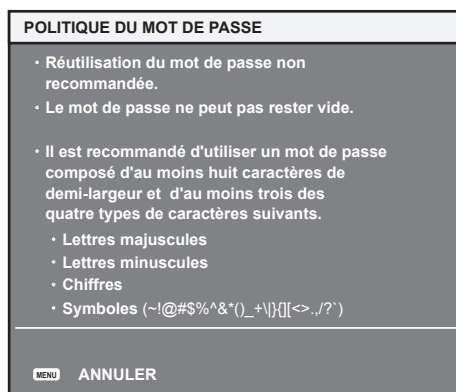 POLITIQUE DU MOT DE PASSE
• Réutilisation du mot de passe non
recommandée.
• Le mot de passe ne peut pas rester vide.
• Il est recommandé d'utiliser un mot de passe
composé d'au moins huit caractères de
demi-largeur et d'au moins trois des
quatre types de caractères suivants.
• Lettres majuscules
• Lettres minuscules
• Chiffres
• Symboles (~!@#$%^&*()_+\|}{][<>.,/?`)
MENU ANNULER